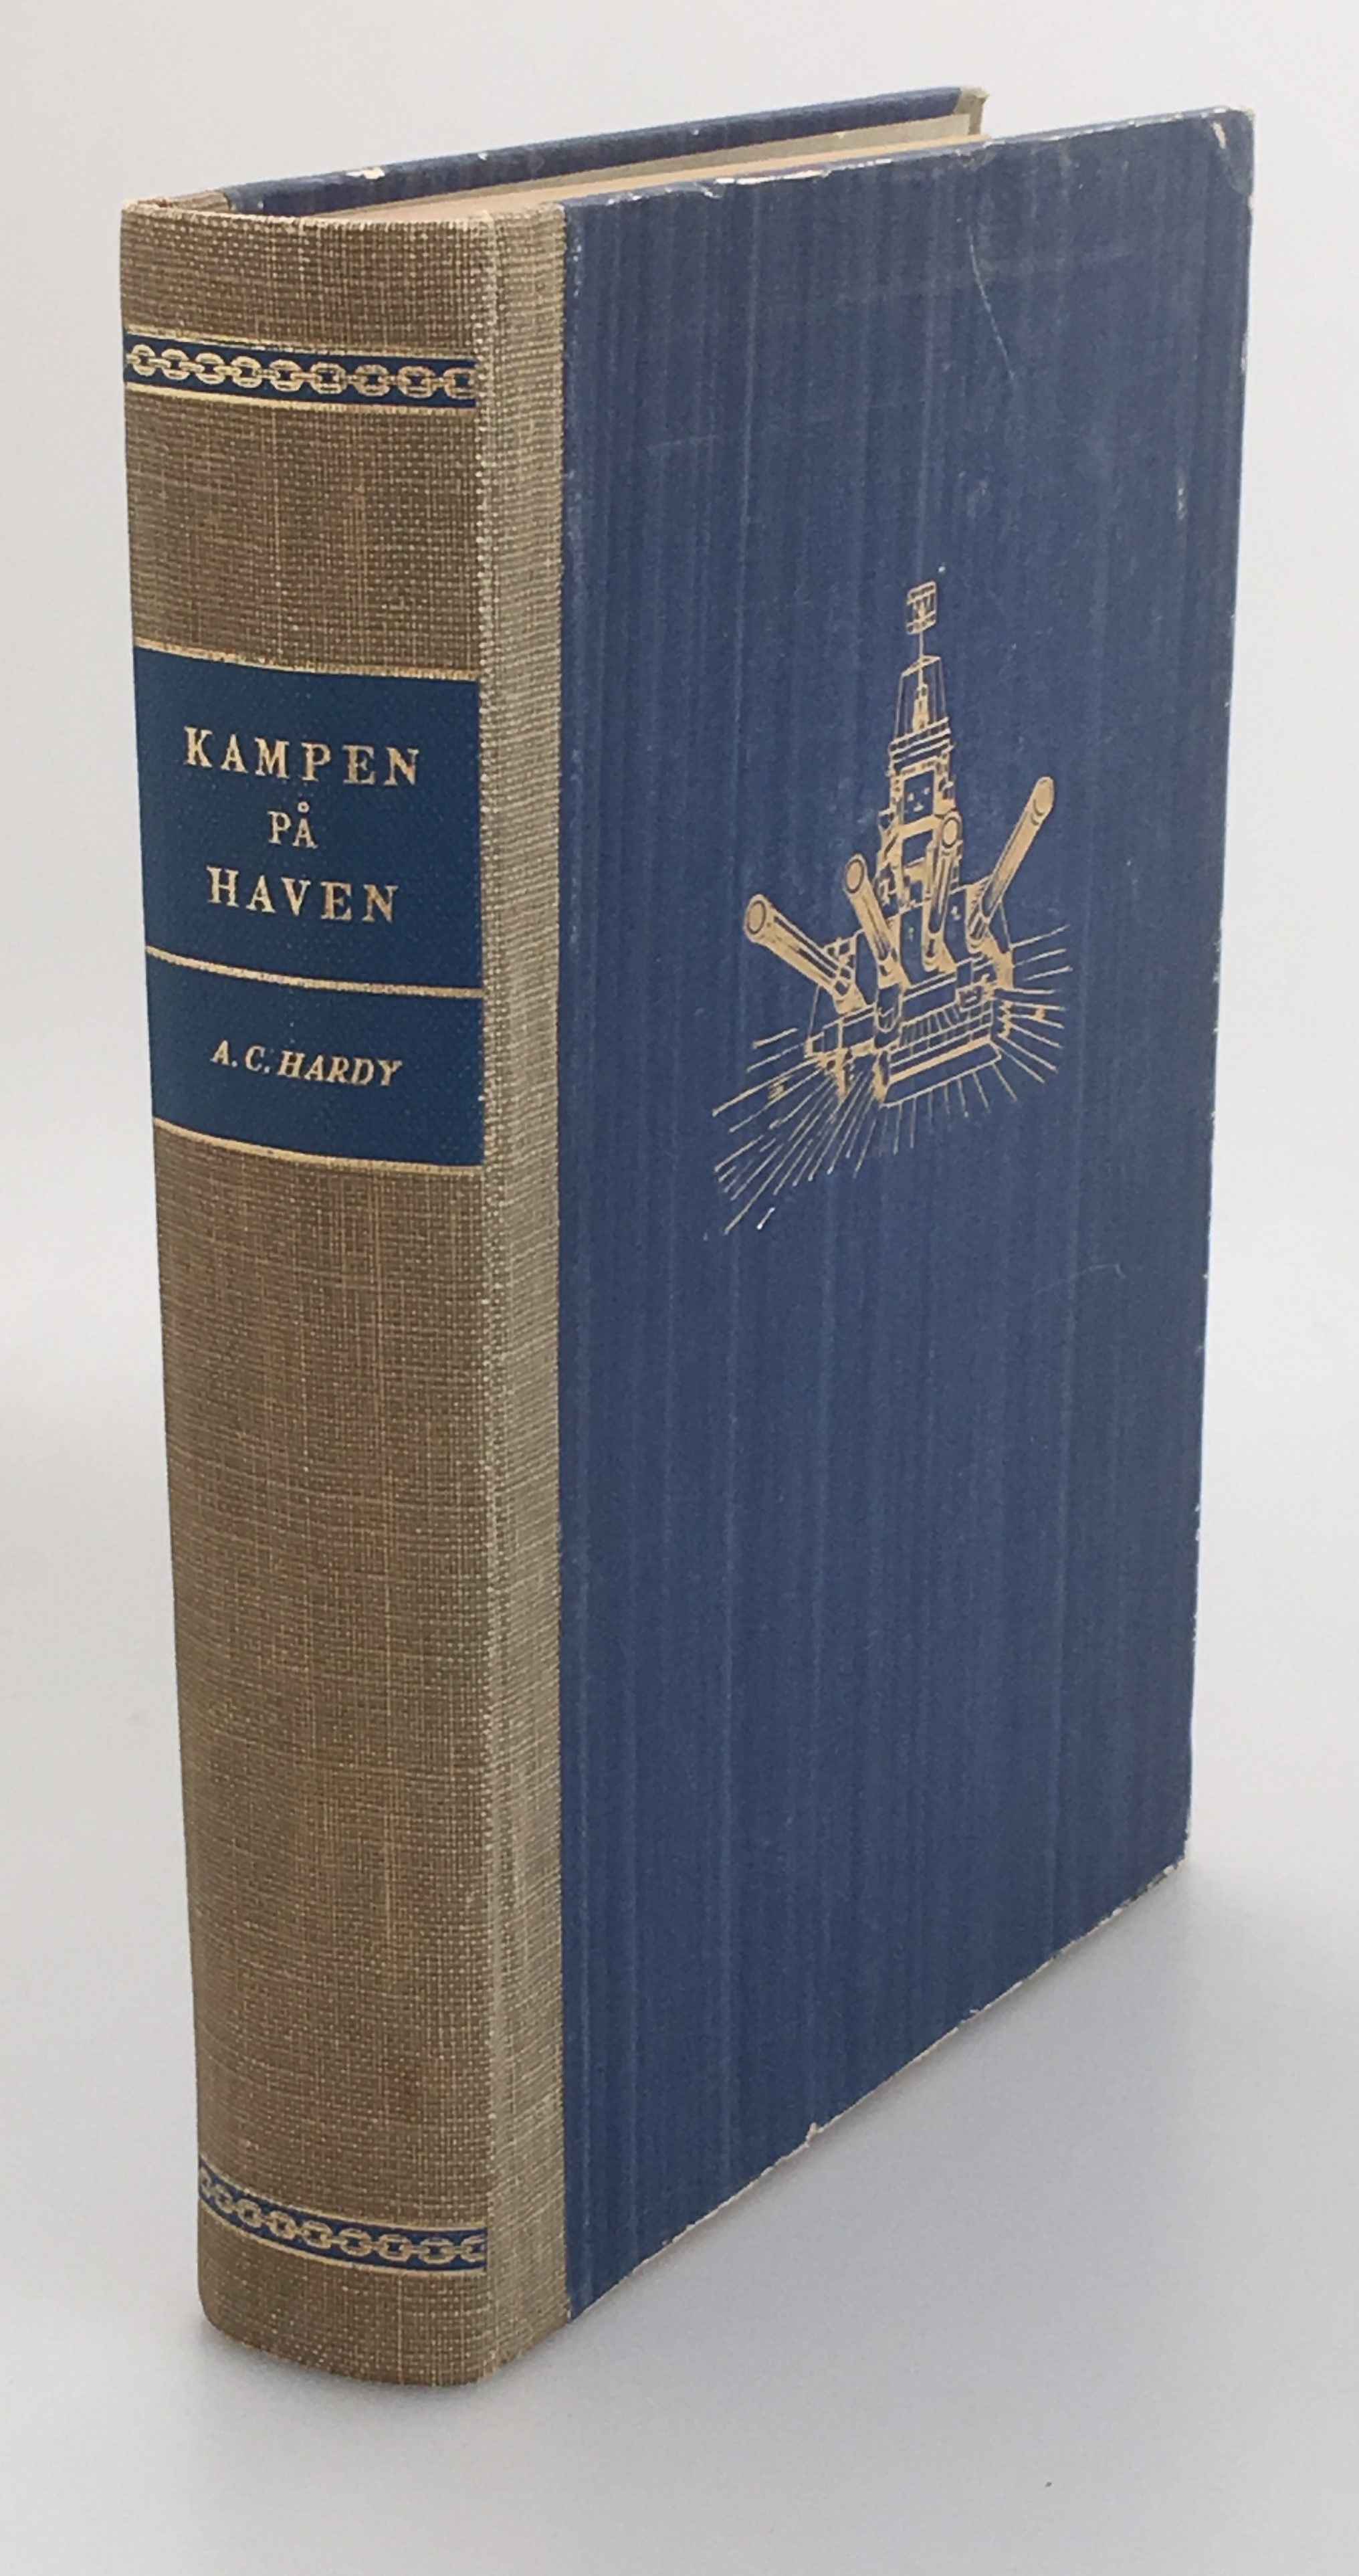 KAMPEN
PÅ
HAVEN
A. C. HARDY